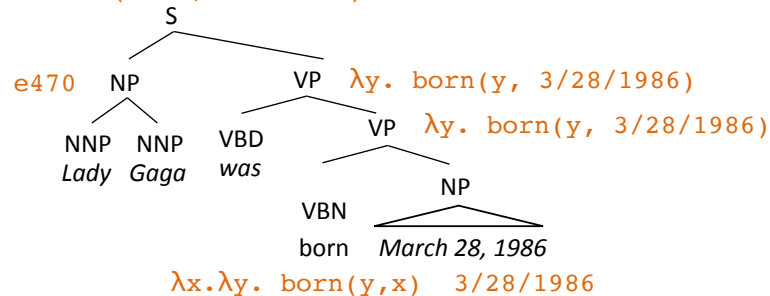 S
e470 NP VP λy. born(y, 3/28/1986)
NNP NNP VBD VP λy. born(y, 3/28/1986)
Lady Gaga was
NP
VBN
born March 28, 1986
λx.λy. born(y,x) 3/28/1986